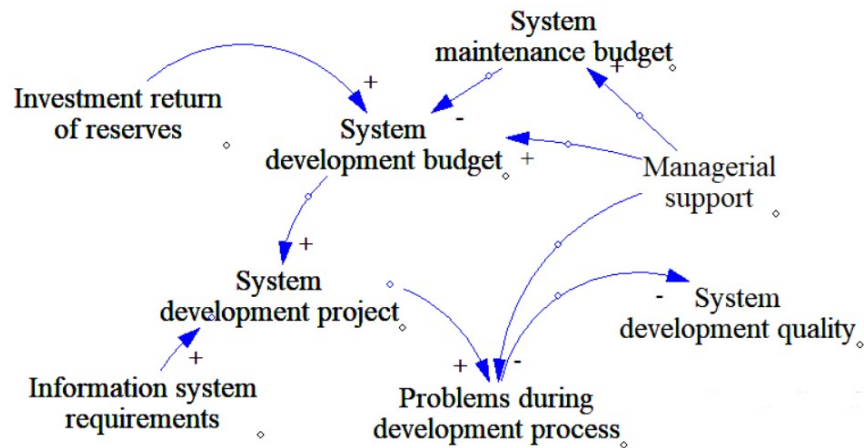 System
maintenance budget
+
Investment return
of reserves
+
System
development budget
-
+
Managerial
support
+
System
development project
-
System
development quality
+
Information system
requirements
+
-
Problems during
development process